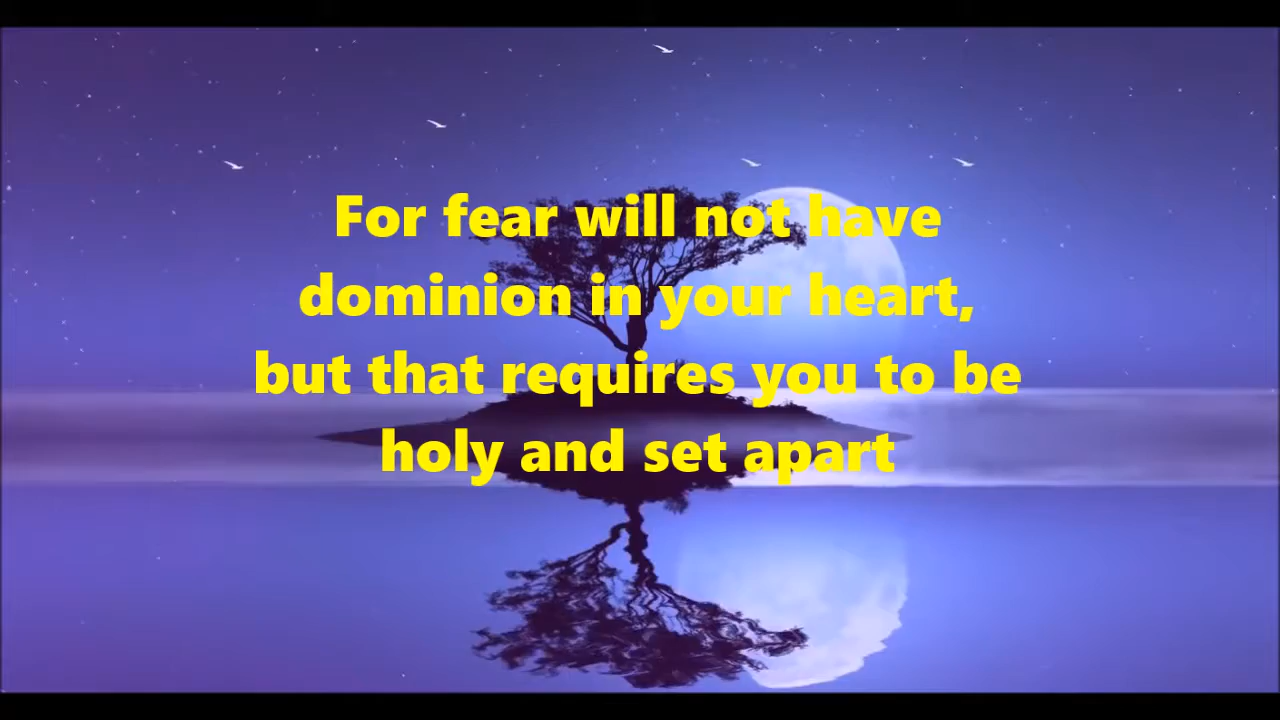 For fear will not have
dominion in your heart,
but that requires you to be
holy and set apart